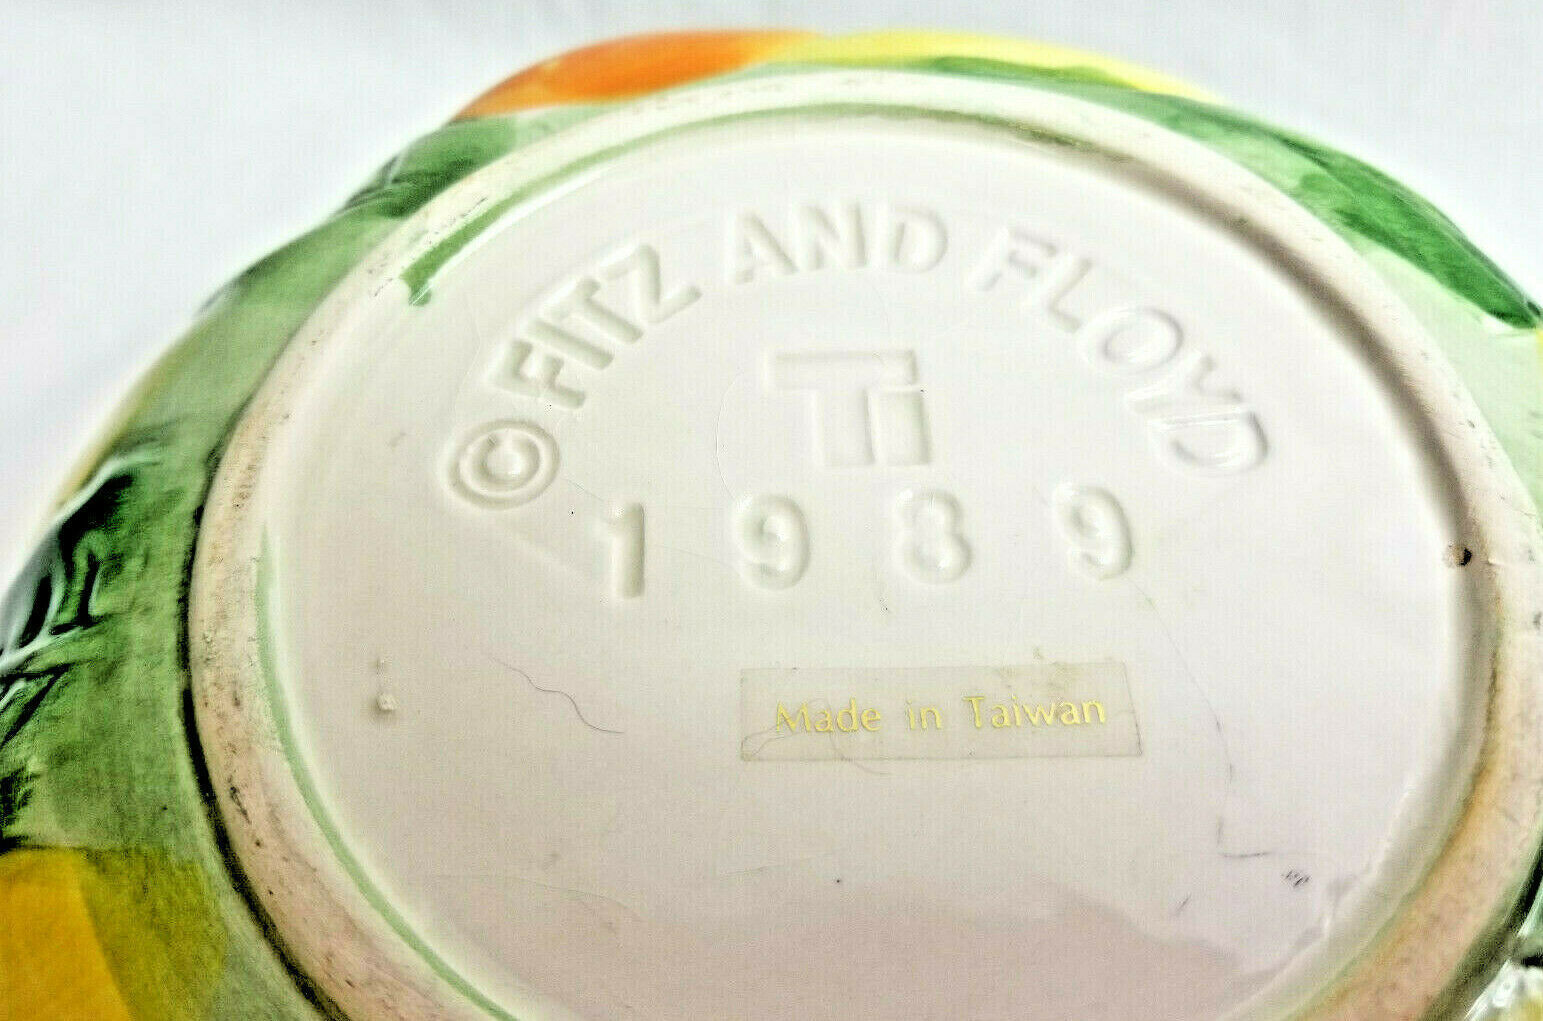 © FITZ AND FLOYD
TI
1989
Made in Taiwan